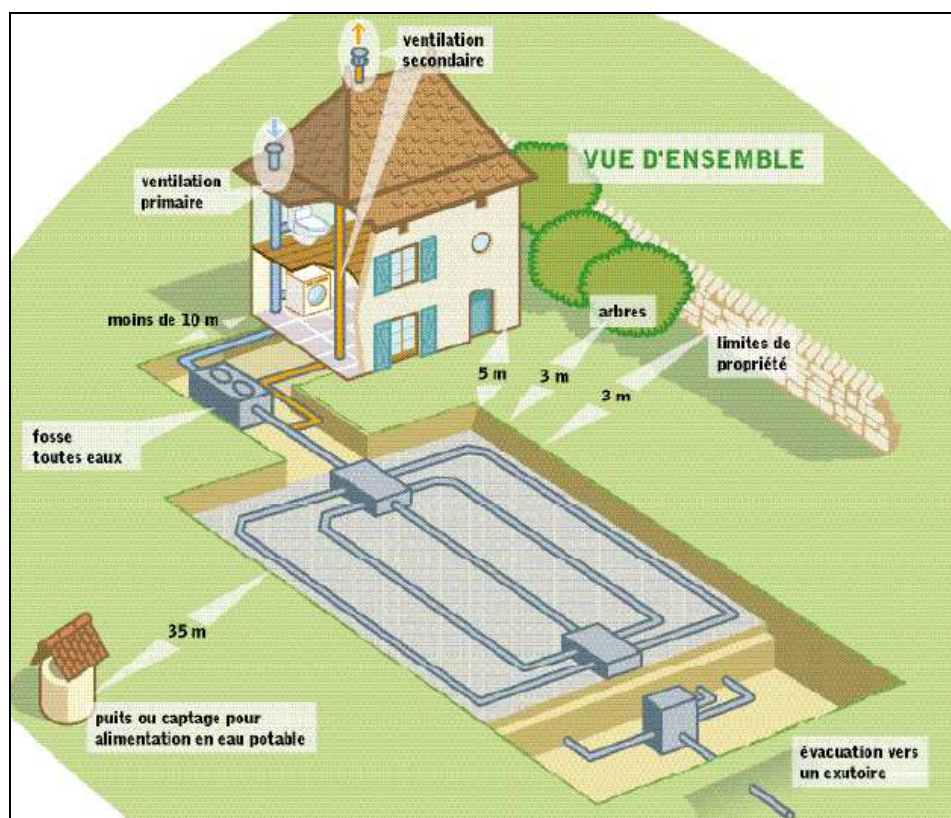 ventilation
secondaire
VUE D'ENSEMBLE
ventilation
primaire
moins de 10 m
arbres
limites de
propriété
5 m
3 m
3 m
fosse
toutes eaux
35 m
puits ou captage pour
alimentation en eau potable
évacuation vers
un exutoire